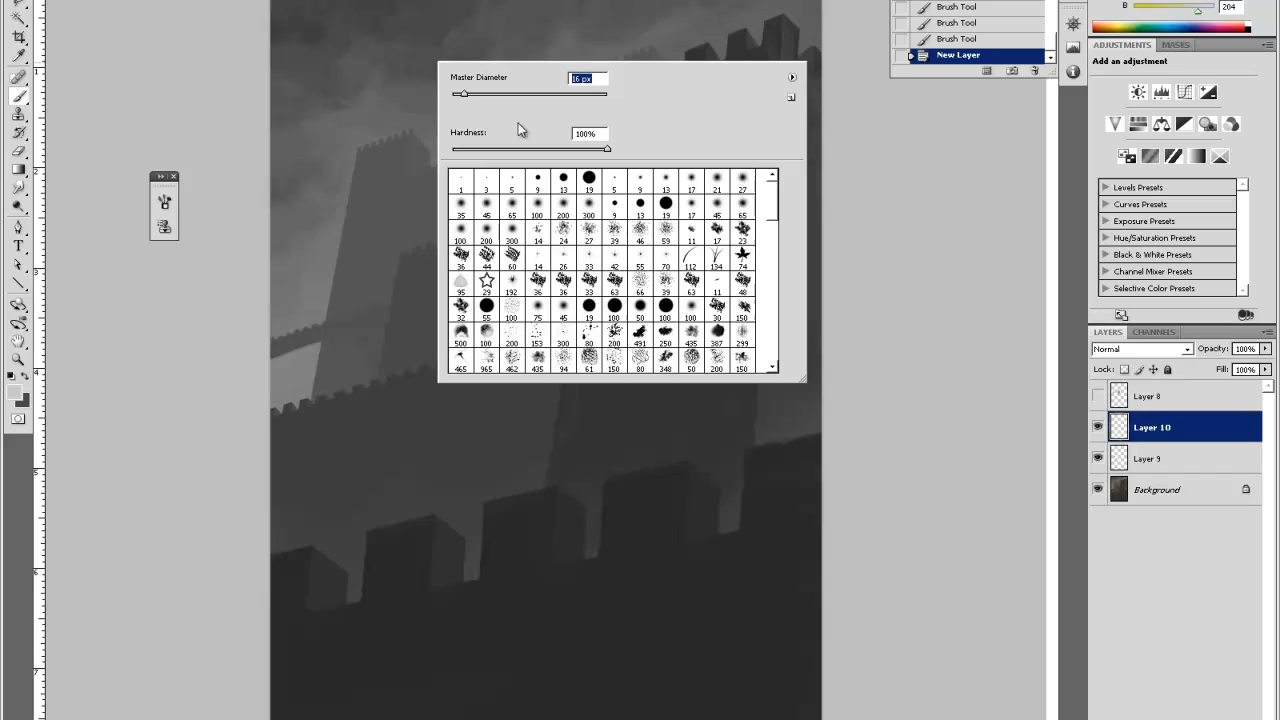 Brush Tool
Brush Tool
Brush Tool
New Layer
B
204
ADJUSTMENTS
MASKS
Add an adjustment
Levels Presets
Curves Presets
Exposure Presets
Hue/Saturation Presets
Black & White Presets
Channel Mixer Presets
Selective Color Presets
LAYERS
CHANNELS
Normal
Opacity: 100%
Lock:
Fill: 100%
Layer 8
Layer 10
Layer 9
Background
Master Diameter
16 px
Hardness:
100%
1 3 5 9 13 19 5 9 13 17 21 27
35 45 65 100 200 300 9 13 19 17 45 65
100 200 300 14 24 27 39 46 59 11 17 23
36 44 60 14 26 33 42 55 70 112 134 74
95 29 192 36 36 33 63 66 39 63 11 48
32 55 100 75 45 19 100 50 100 100 30 150
500 100 200 153 300 80 200 491 250 435 387 299
465 965 462 435 94 61 150 80 348 50 200 150
1
2
3
5
6
7
T